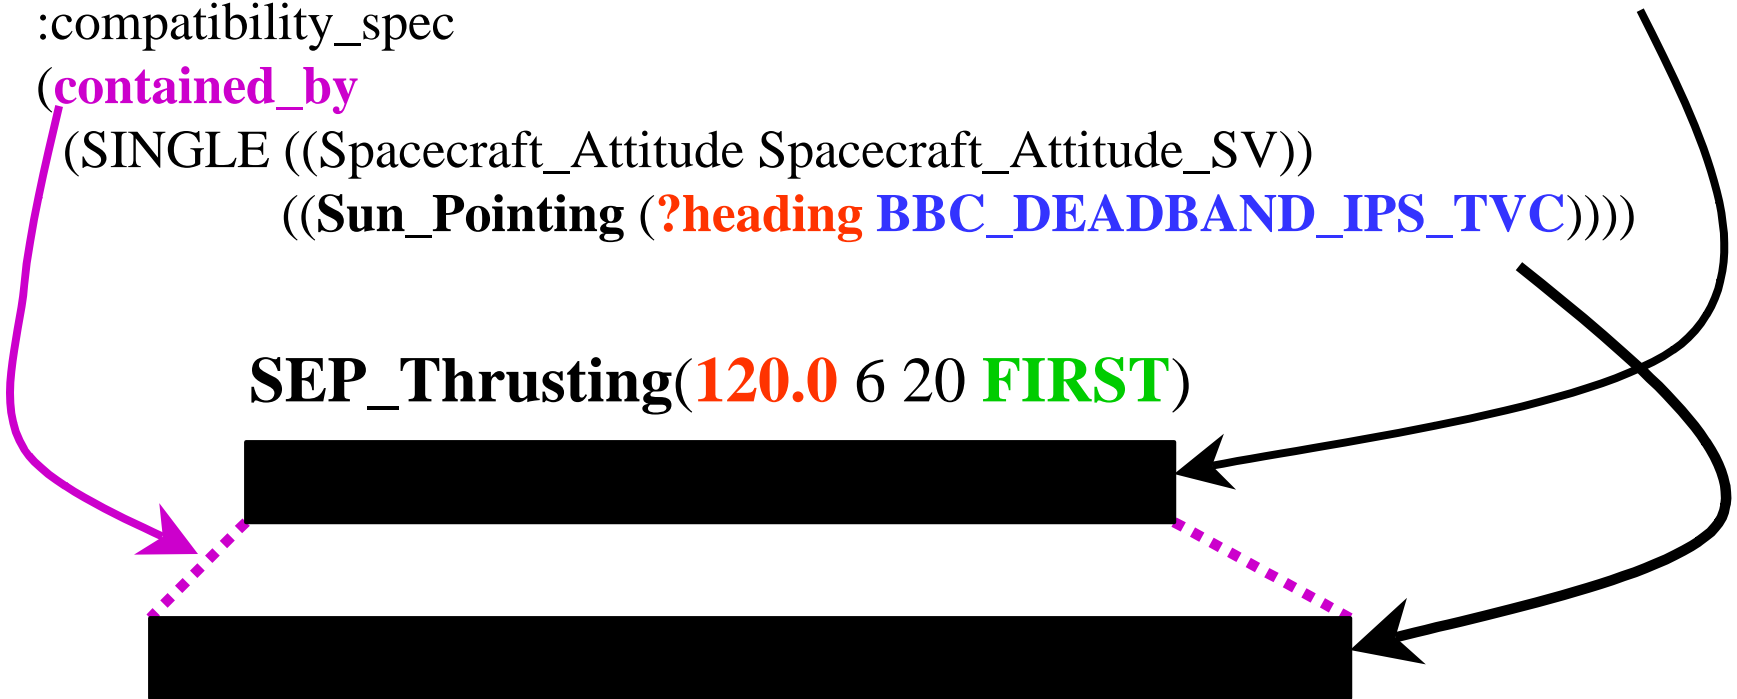 :compatibility_spec
(contained_by
(SINGLE ((Spacecraft_Attitude Spacecraft_Attitude_SV))
((Sun_Pointing (?heading BBC_DEADBAND_IPS_TVC))))
SEP_Thrusting(120.0 6 20 FIRST)